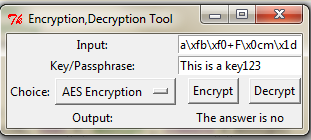 Encryption,Decryption Tool
Input: a\xfb\xf0+F\x0cm\x1d
Key/Passphrase: This is a key123
Choice: AES Encryption Encrypt Decrypt
Output: The answer is no